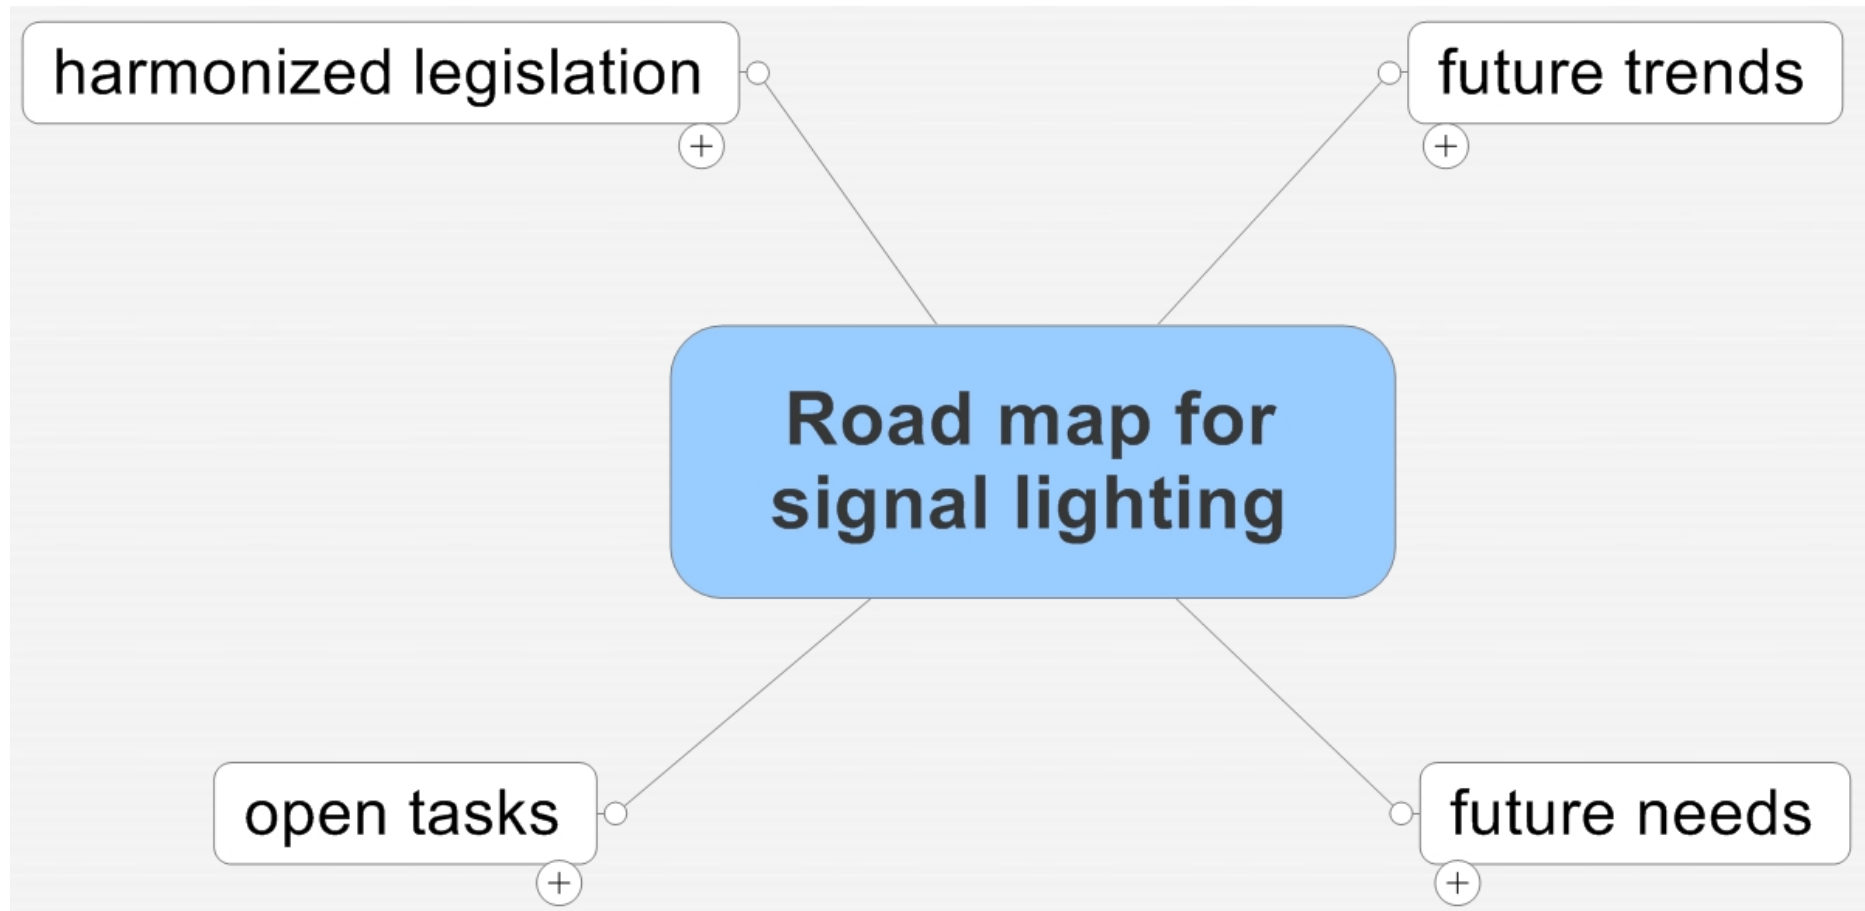 harmonized legislation
future trends
Road map for
signal lighting
open tasks
future needs